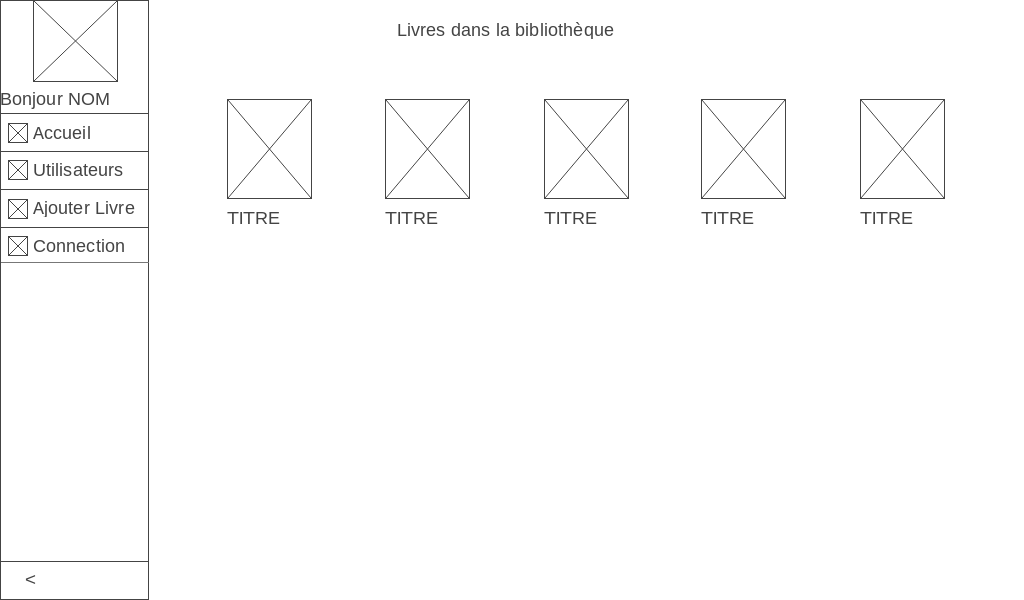 Livres dans la bibliothèque
Bonjour NOM
Accueil
Utilisateurs
Ajouter Livre
Connection
<
TITRE
TITRE
TITRE
TITRE
TITRE